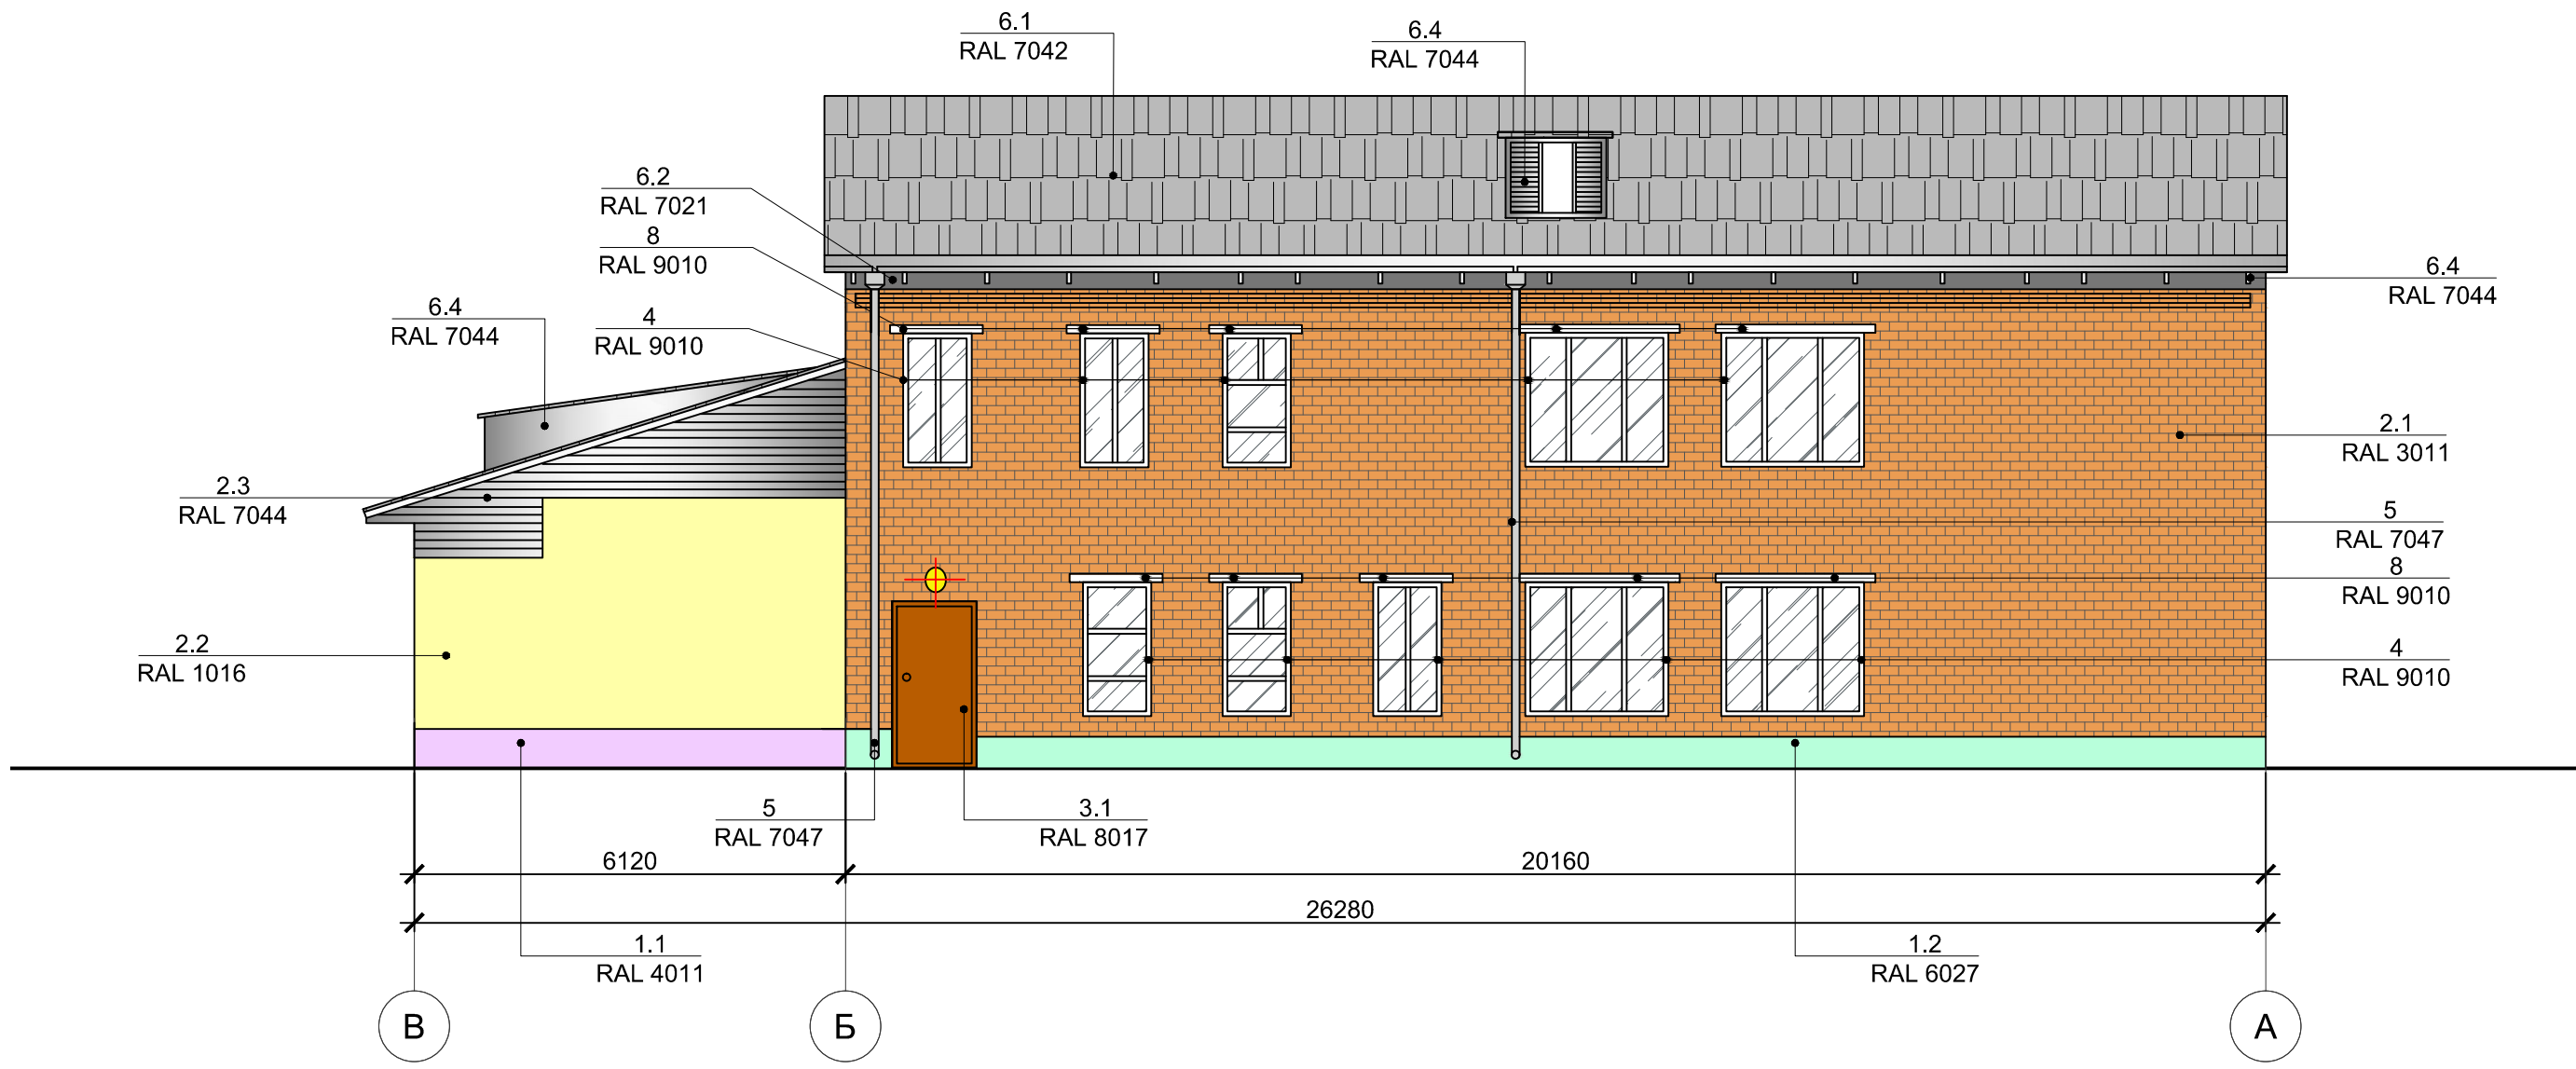 6.1
RAL 7042
6.4
RAL 7044
6.2
RAL 7021
8
RAL 9010
6.4
RAL 7044
6.4
RAL 7044
4
RAL 9010
2.1
RAL 3011
2.3
RAL 7044
5
RAL 7047
8
RAL 9010
2.2
RAL 1016
4
RAL 9010
5
RAL 7047
3.1
RAL 8017
6120
20160
26280
1.1
RAL 4011
1.2
RAL 6027
В
Б
А